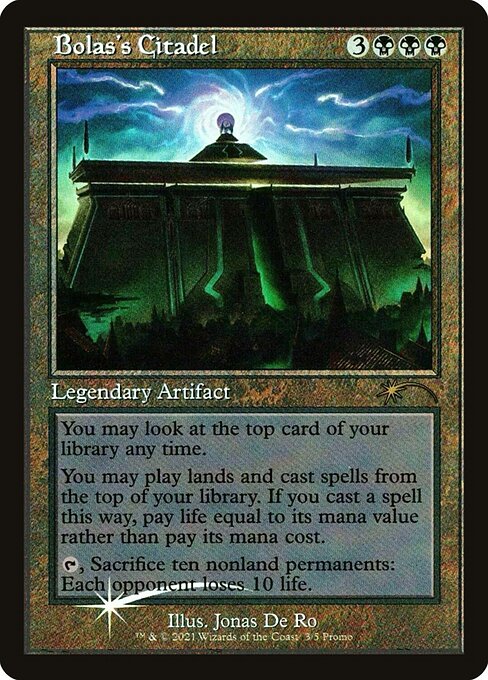 Bolas's Citadel 3
Legendary Artifact
You may look at the top card of your
library any time.
You may play lands and cast spells from
the top of your library. If you cast a spell
this way, pay life equal to its mana value
rather than pay its mana cost.
, Sacrifice ten nonland permanents:
Each opponent loses 10 life.
Illus. Jonas De Ro
™ & © 2021 Wizards of the Coast 3/5 Promo